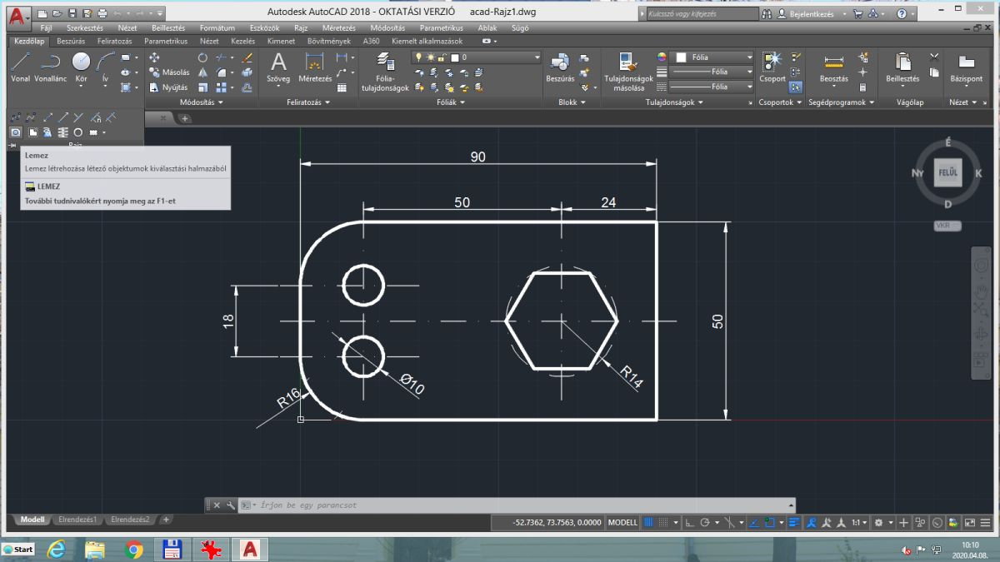 Autodesk AutoCAD 2018 - OKTATÁSI VERZIÓ acad-Rajz1.dwg
Kulcsszó vagy kifejezés
Bejelentkezés
Fájl Szerkesztés Nézet Beillesztés Formátum Eszközök Rajz Méretezés Módosítás Parametrikus Ablak Súgó
Kezdőlap Beszúrás Feliratozás Parametrikus Nézet Kezelés Kimenet Bővítmények A360 Kiemelt alkalmazások
Vonal Vonallánc Kör Ív
Másolás
Nyújtás
Módosítás
Szöveg Méretezés
Feliratozás
Fólia-
tulajdonságok
0
Fóliák
Beszúrás
Blokk
Tulajdonságok
másolása
Fólia
Fólia
Fólia
Tulajdonságok
Csoport
Csoportok
Beosztás
Segédprogramok
Beillesztés
Vágólap
Bázispont
Nézet
Rajz
Lemez
Lemez létrehozása létező objektumok kiválasztási halmazából
LEMEZ
További tudnivalókért nyomja meg az F1-et
90
50
24
18
50
R16
Ø10
R14
É
Ny
FELÜL
K
D
VKR
Írjon be egy parancsot
Modell Elrendezés1 Elrendezés2 +
-52.7362, 73.7563, 0.0000 MODELL
1:1
Start
10:10
2020.04.08.